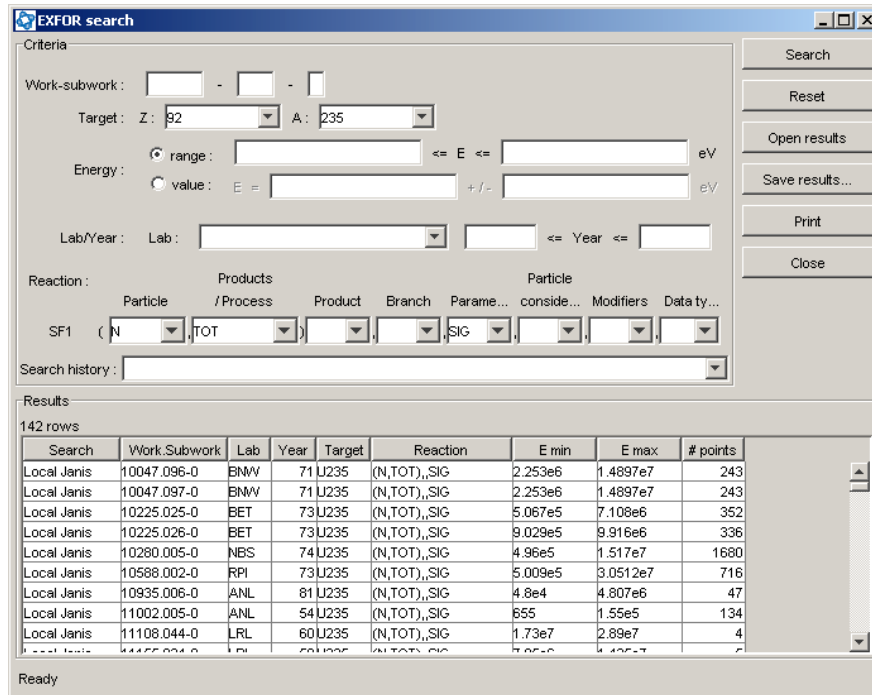 EXFOR search
Criteria
Search
Work-subwork : - -
Reset
Target : Z : 92 A : 235
Open results
Energy : range : <= E <= eV
value : E = +/- eV
Save results...
Print
Lab/Year : Lab : <= Year <=
Close
Reaction : Products Particle
Particle / Process Product Branch Parame... conside... Modifiers Data ty...
SF1 ( N ,TOT ) , ,SIG , , ,
Search history :
Results
142 rows
Search Work.Subwork Lab Year Target Reaction E min E max # points
Local Janis 10047.096-0 BNW 71 U235 (N,TOT),,SIG 2.253e6 1.4897e7 243
Local Janis 10047.097-0 BNW 71 U235 (N,TOT),,SIG 2.253e6 1.4897e7 243
Local Janis 10225.025-0 BET 73 U235 (N,TOT),,SIG 5.067e5 7.108e6 352
Local Janis 10225.026-0 BET 73 U235 (N,TOT),,SIG 9.029e5 9.916e6 336
Local Janis 10280.005-0 NBS 74 U235 (N,TOT),,SIG 4.96e5 1.517e7 1680
Local Janis 10588.002-0 RPI 73 U235 (N,TOT),,SIG 5.009e5 3.0512e7 716
Local Janis 10935.006-0 ANL 81 U235 (N,TOT),,SIG 4.8e4 4.807e6 47
Local Janis 11002.005-0 ANL 54 U235 (N,TOT),,SIG 655 1.55e5 134
Local Janis 11108.044-0 LRL 60 U235 (N,TOT),,SIG 1.73e7 2.89e7 4
Ready